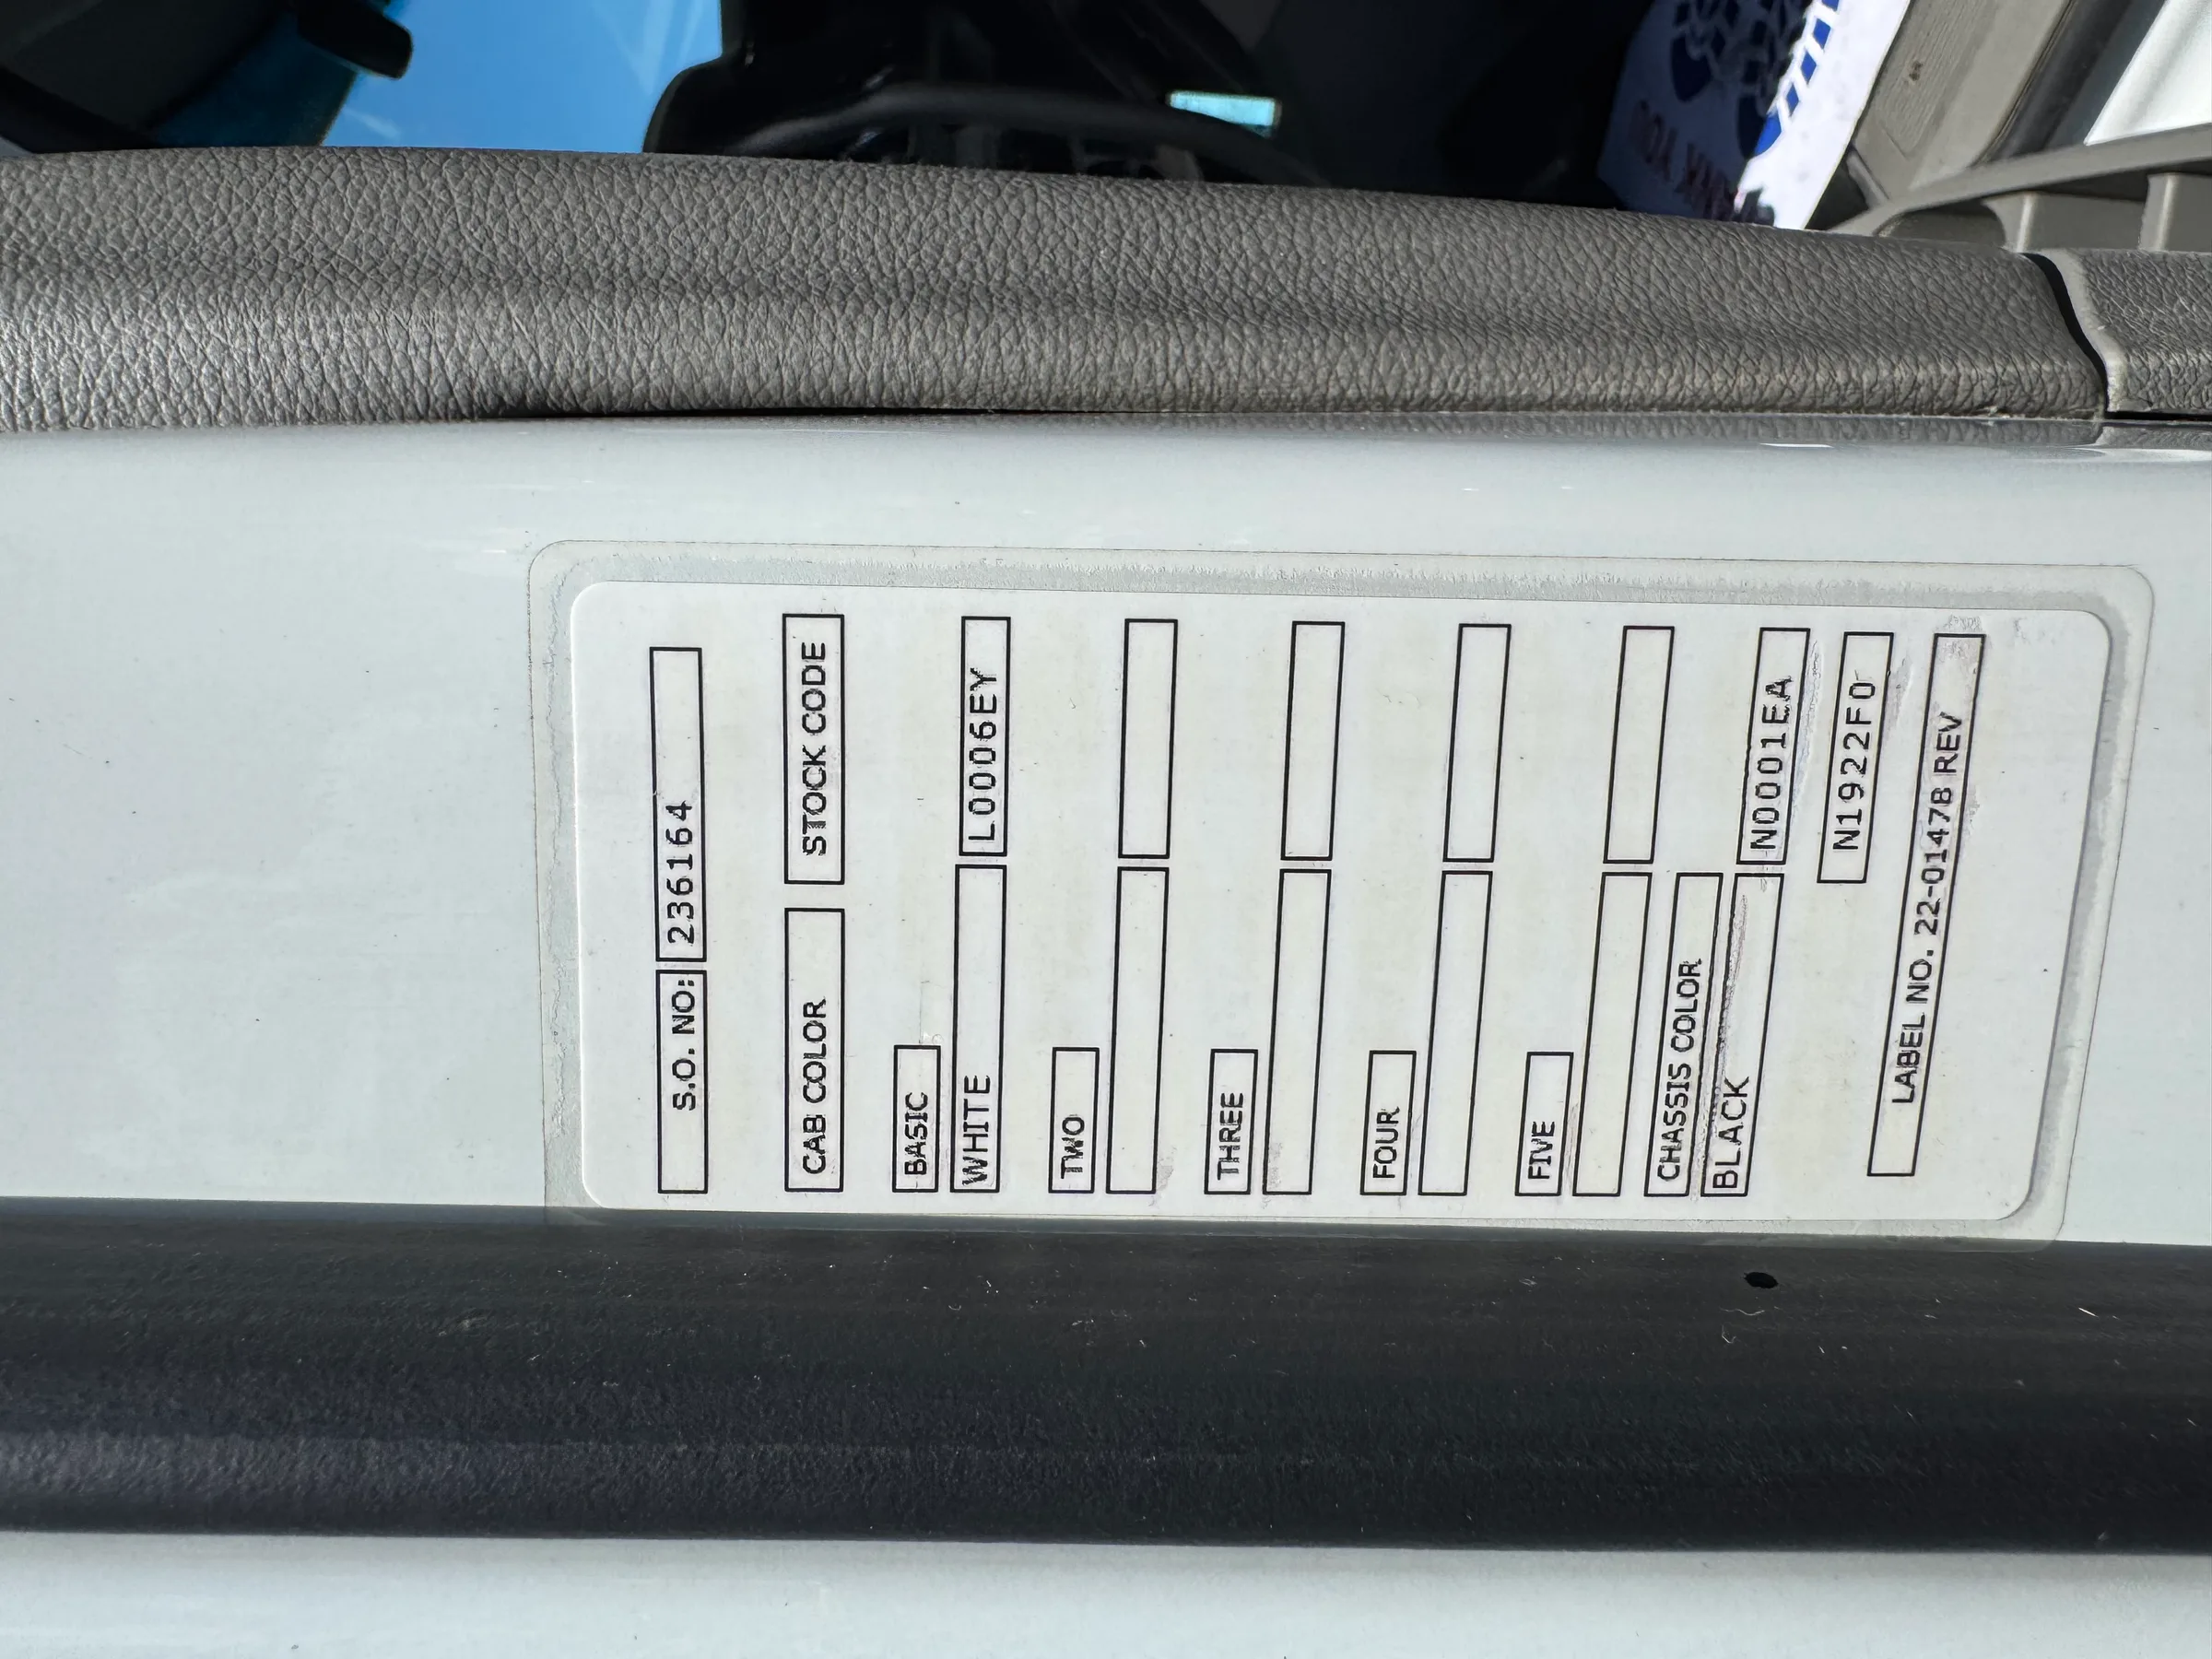 S.O. NO: 236164
CAB COLOR STOCK CODE
BASIC
WHITE L0006EY
TWO
THREE
FOUR
FIVE
CHASSIS COLOR
BLACK N0001EA
N1922F0
LABEL NO. 22-01478 REV